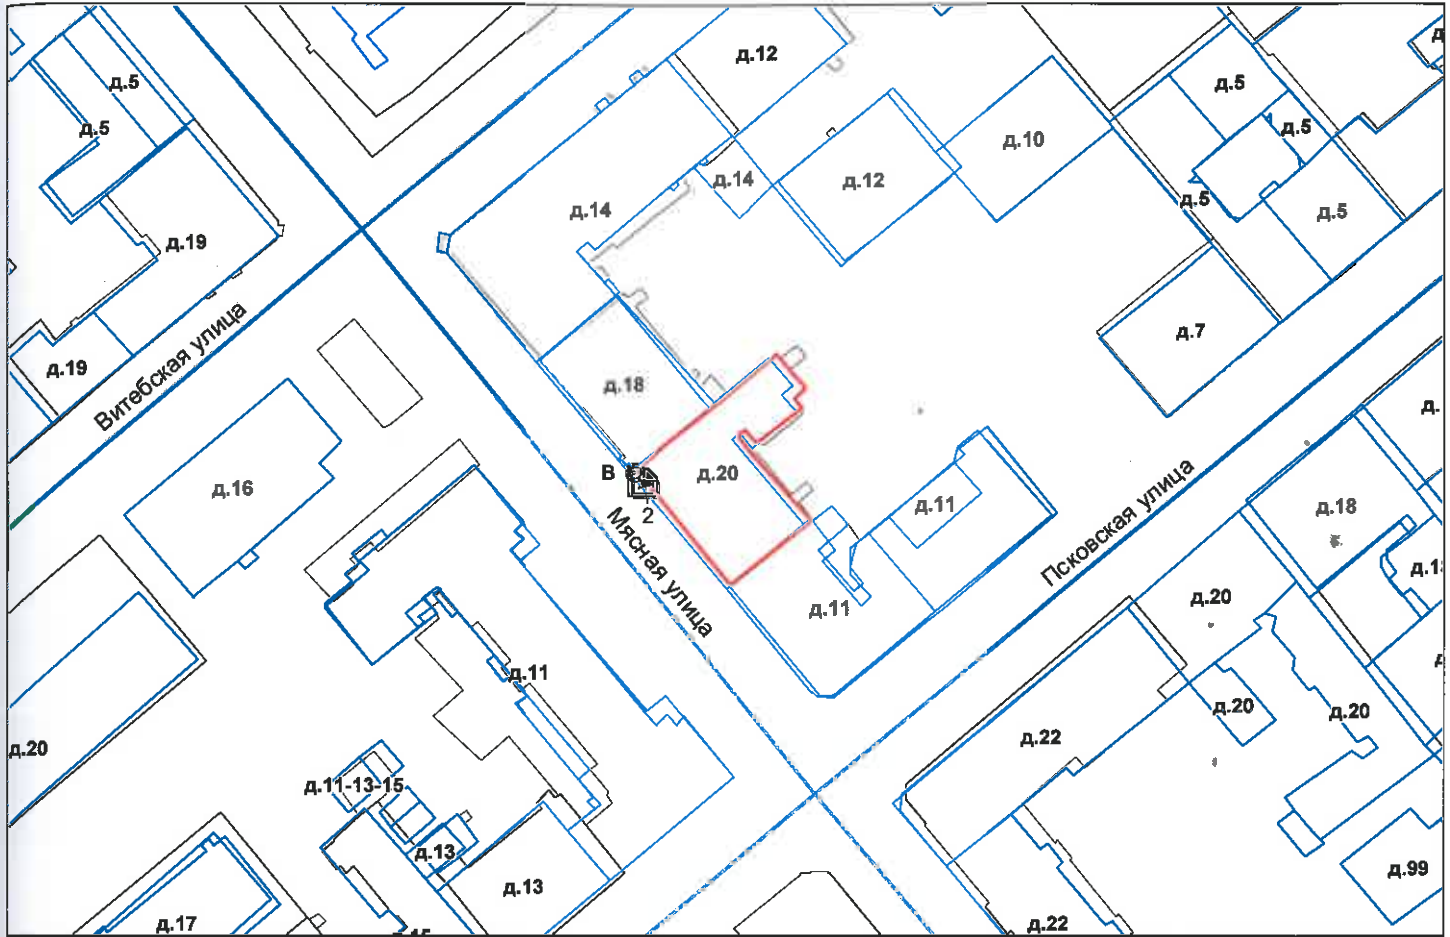 д.12
д.5
д.5
д.5
д.5
д.10
д.12
д.14
д.5
д.14
д.5
д.19
д.7
Витебская улица
д.19
д.18
В
д.20
д.16
2
Мясная улица
д.11
Псковская улица
д.18
д.20
д.11
д.11
д.20
д.20
д.22
д.20
д.11-13-15
д.13
д.13
д.99
д.17
д.22